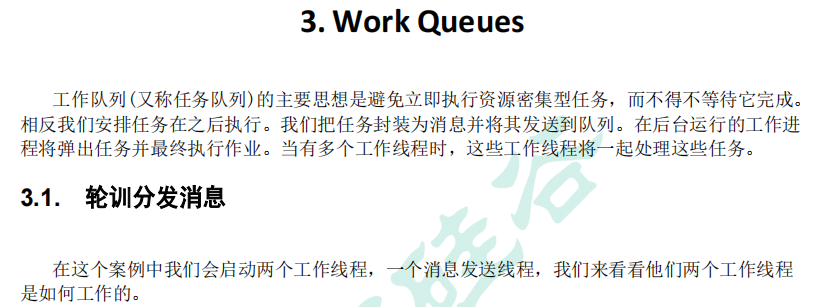 3. Work Queues
工作队列(又称任务队列)的主要思想是避免立即执行资源密集型任务，而不得不等待它完成。
相反我们安排任务在之后执行。我们把任务封装为消息并将其发送到队列。在后台运行的工作进
程将弹出任务并最终执行作业。当有多个工作线程时，这些工作线程将一起处理这些任务。
3.1. 轮训分发消息
在这个案例中我们会启动两个工作线程，一个消息发送线程，我们来看看他们两个工作线程
是如何工作的。
硅谷